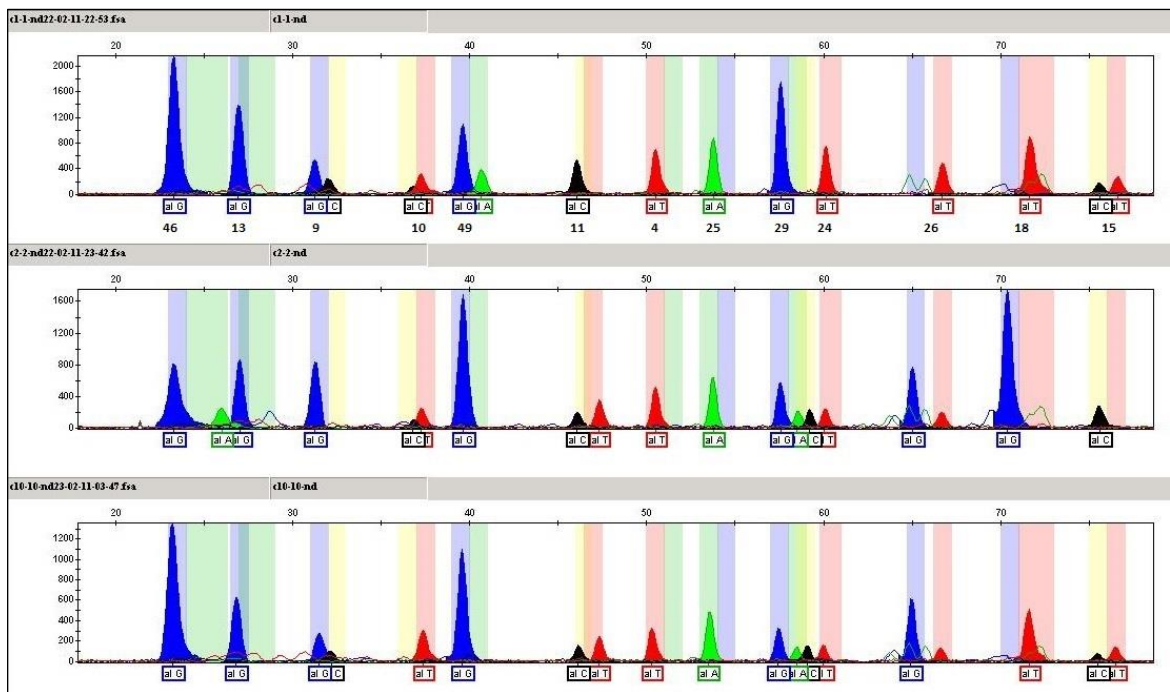 c1-1-nd22-02-11-22-53.fsa c1-1-nd
20 30 40 50 60 70
2000
1600
1200
800
400
0
al G al G al G C al C T al G al A al C al T al A al G al T al T al T al C al T
46 13 9 10 49 11 4 25 29 24 26 18 15
c2-2-nd22-02-11-23-42.fsa c2-2-nd
20 30 40 50 60 70
1600
1200
800
400
0
al G al A al G al G al C T al G al C al T al T al A al G l A C l T al G al G al C
c10-10-nd23-02-11-03-47.fsa c10-10-nd
20 30 40 50 60 70
1200
1000
800
600
400
200
0
al G al G al G C al T al G al C al T al T al A al G al A C l T al G al T al C al T